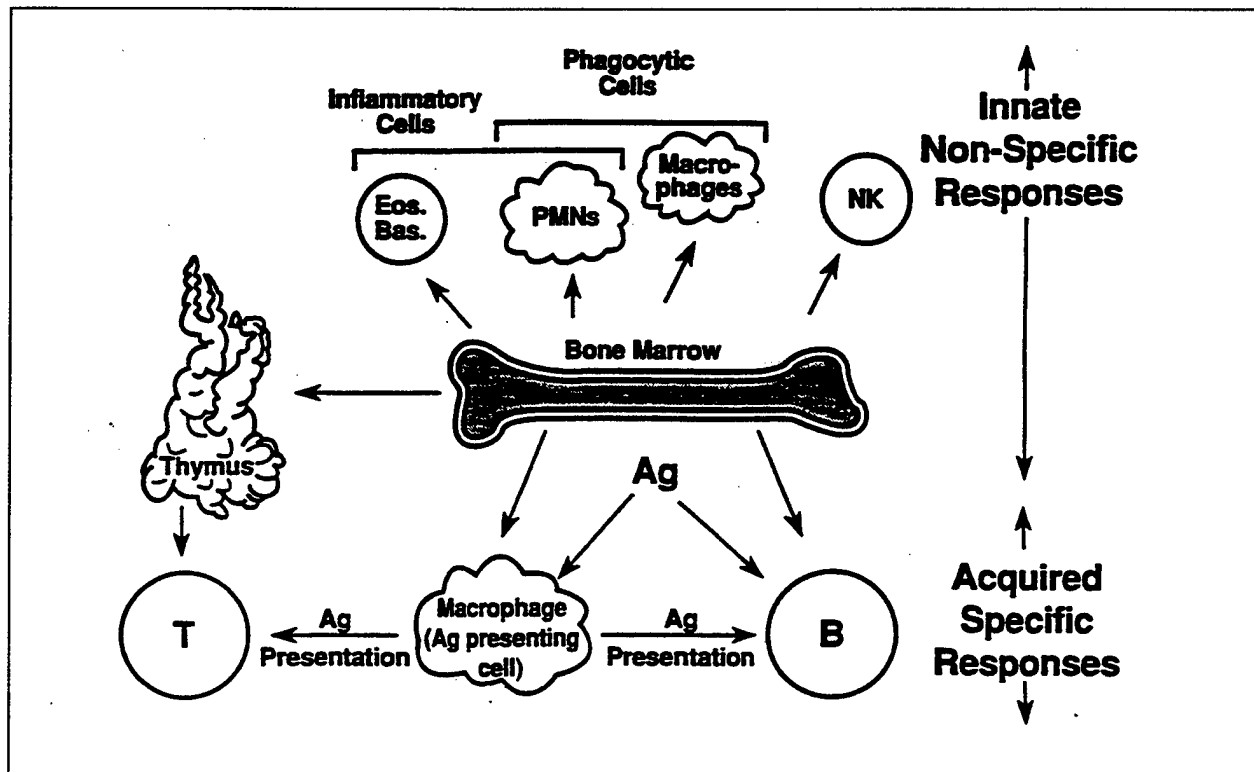 Phagocytic
Cells
Inflammatory
Cells
Innate
Non-Specific
Responses
Macro-
phages
Eos.
Bas.
PMNs
NK
Bone Marrow
Thymus
Ag
Acquired
Specific
Responses
T
Ag
Presentation
Macrophage
(Ag presenting
cell)
Ag
Presentation
B